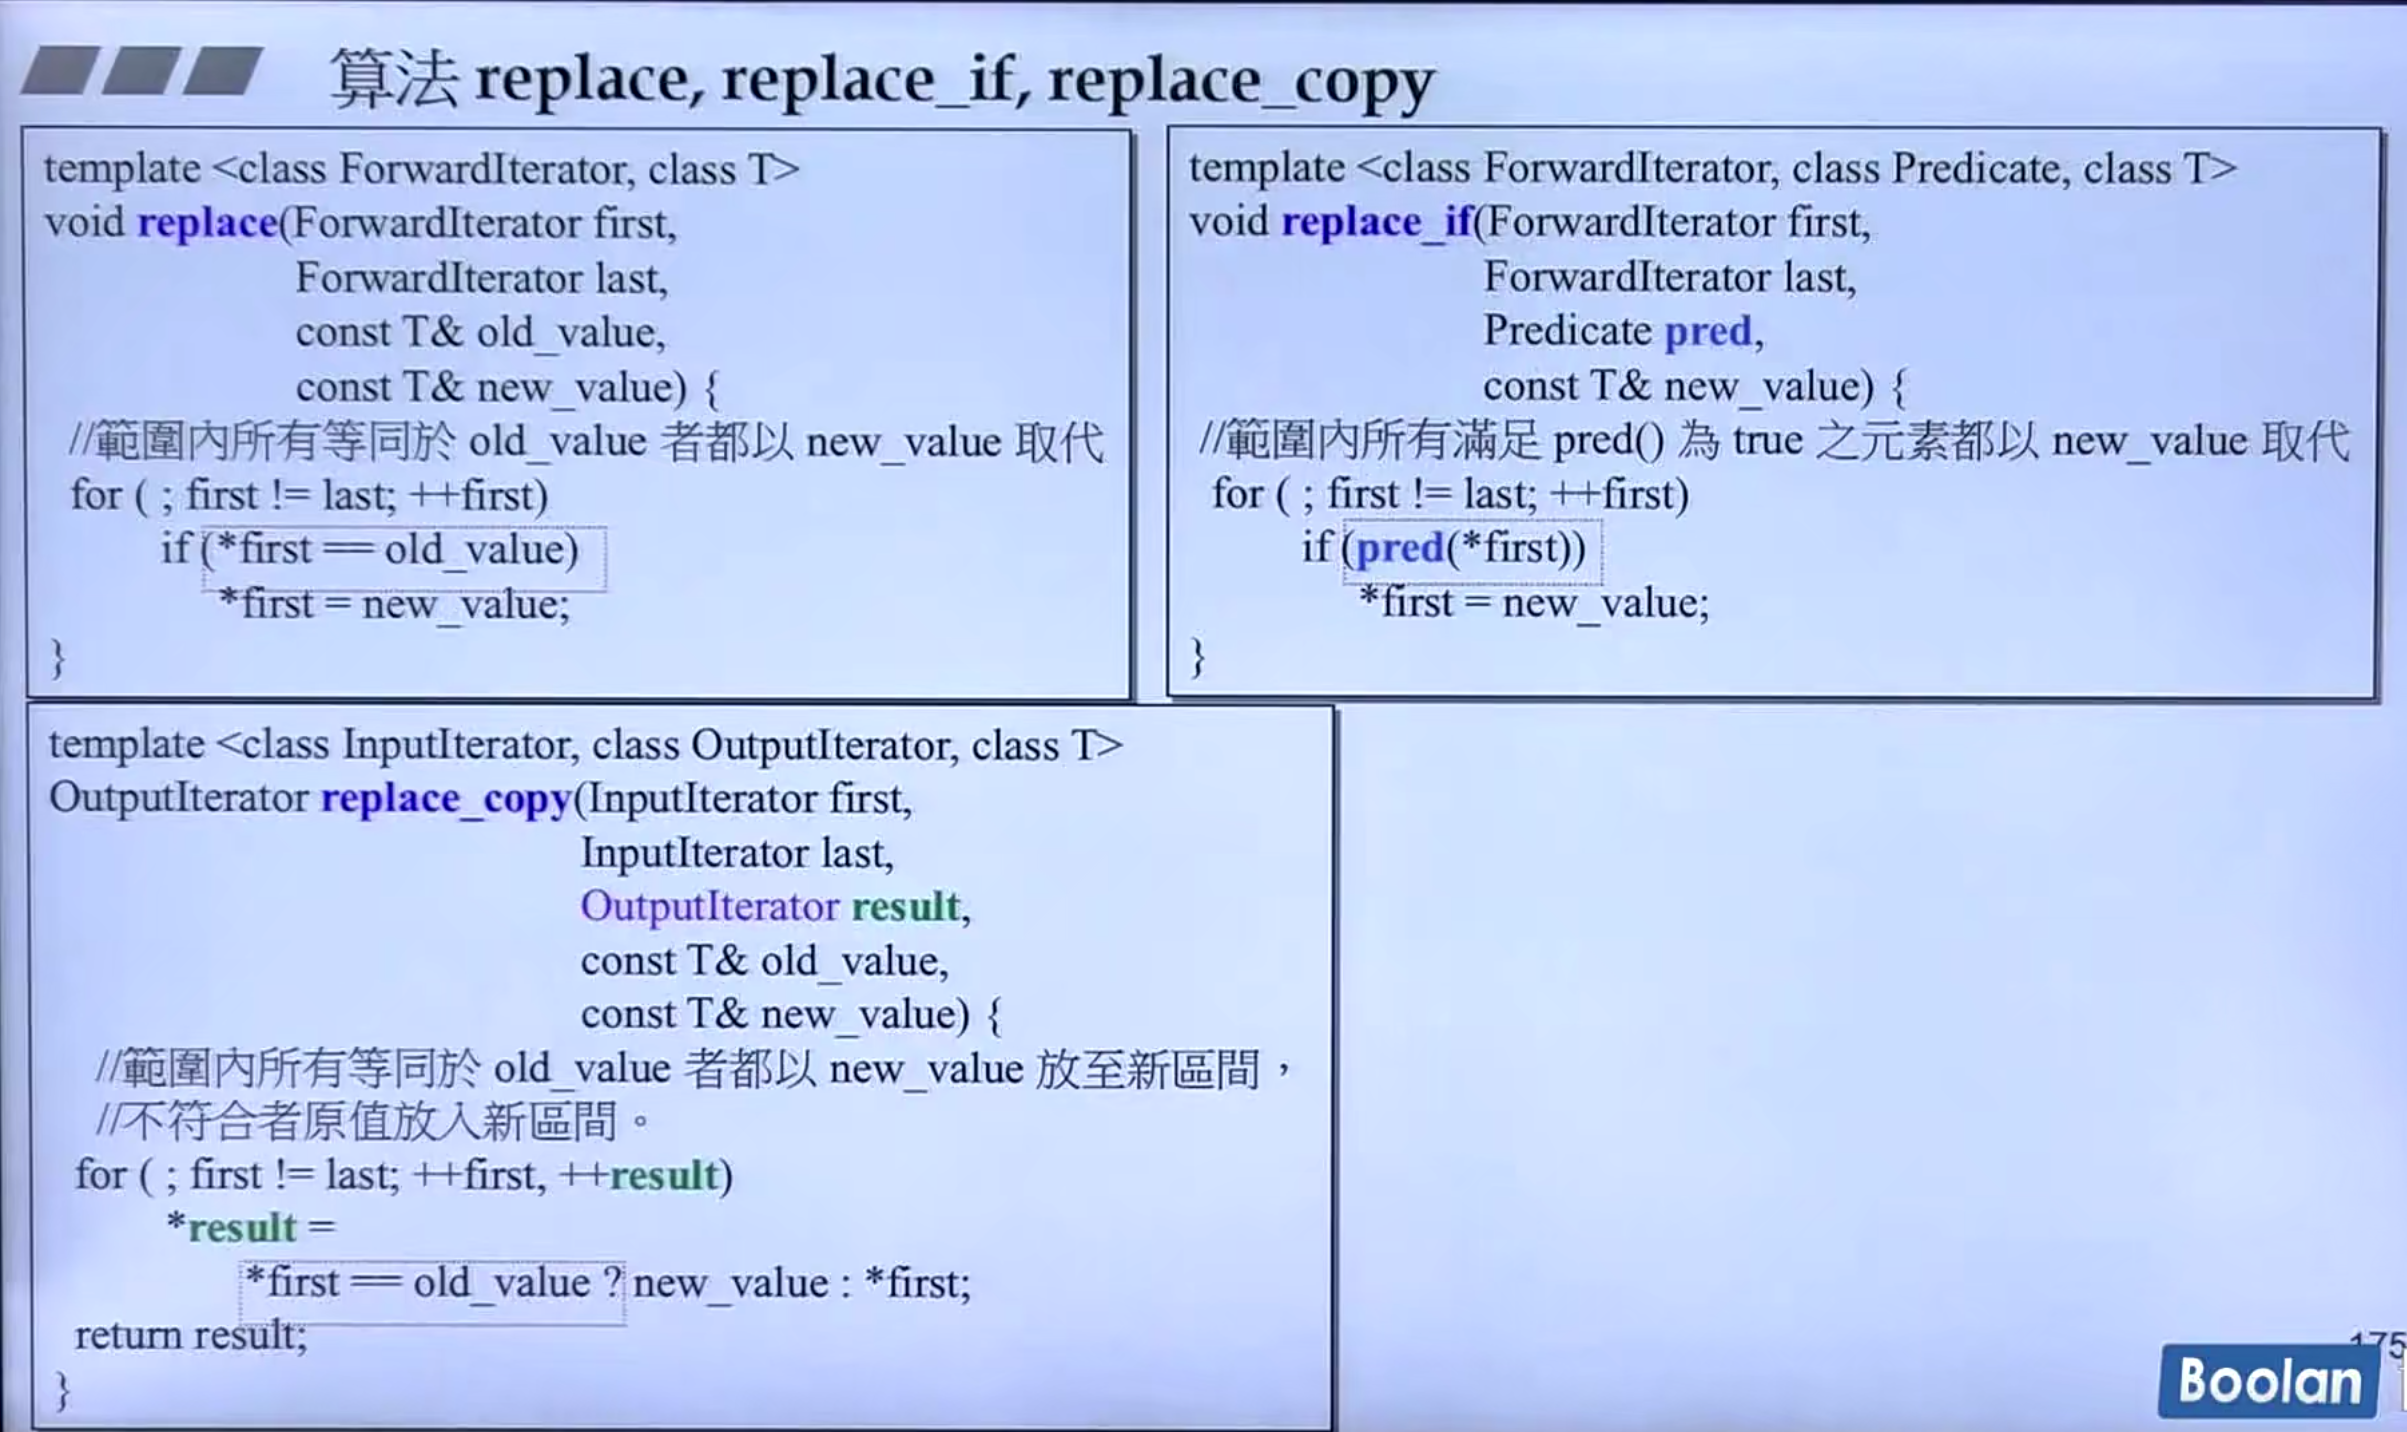 算法 replace, replace_if, replace_copy
template <class ForwardIterator, class T>
void replace(ForwardIterator first,
ForwardIterator last,
const T& old_value,
const T& new_value) {
//範圍內所有等同於 old_value 者都以 new_value 取代
for ( ; first != last; ++first)
if (*first == old_value)
*first = new_value;
}
template <class ForwardIterator, class Predicate, class T>
void replace_if(ForwardIterator first,
ForwardIterator last,
Predicate pred,
const T& new_value) {
//範圍內所有滿足 pred() 為 true 之元素都以 new_value 取代
for ( ; first != last; ++first)
if (pred(*first))
*first = new_value;
}
template <class InputIterator, class OutputIterator, class T>
OutputIterator replace_copy(InputIterator first,
InputIterator last,
OutputIterator result,
const T& old_value,
const T& new_value) {
//範圍內所有等同於 old_value 者都以 new_value 放至新區間，
//不符合者原值放入新區間。
for ( ; first != last; ++first, ++result)
*result =
*first == old_value ? new_value : *first;
return result;
}
175
Boolan